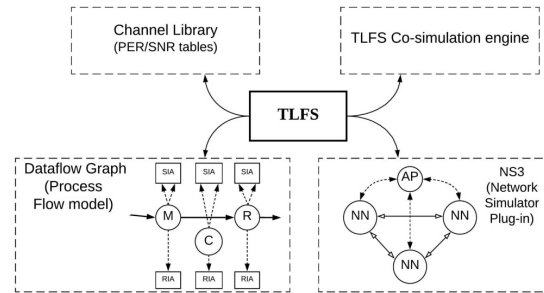 Channel Library
(PER/SNR tables)
TLFS Co-simulation engine
TLFS
Dataflow Graph
(Process
Flow model)
SIA
SIA
SIA
M
R
C
RIA
RIA
RIA
NS3
(Network
Simulator
Plug-in)
AP
NN
NN
NN